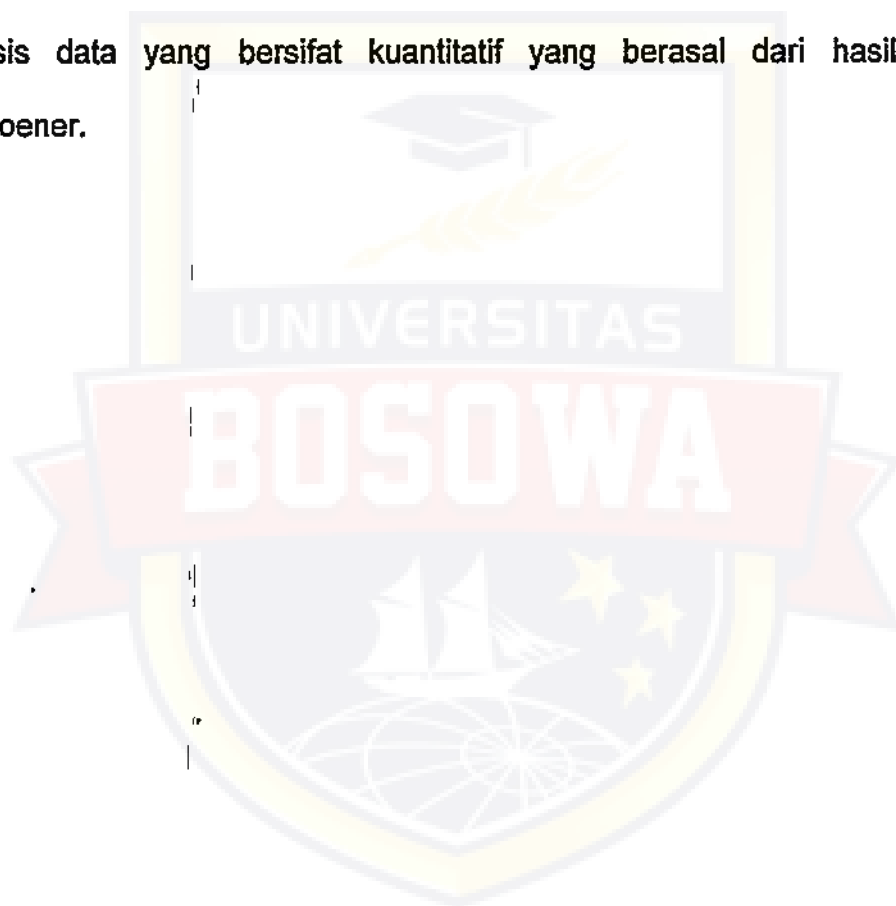 sis data yang bersifat kuantitatif yang berasal dari hasil
oener.
UNIVERSITAS
BOSOWA